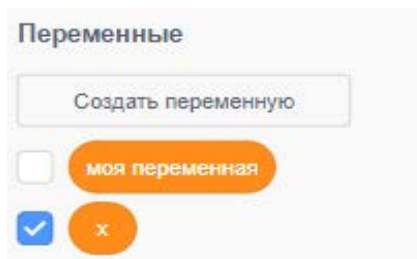 Переменные
Создать переменную
моя переменная
x